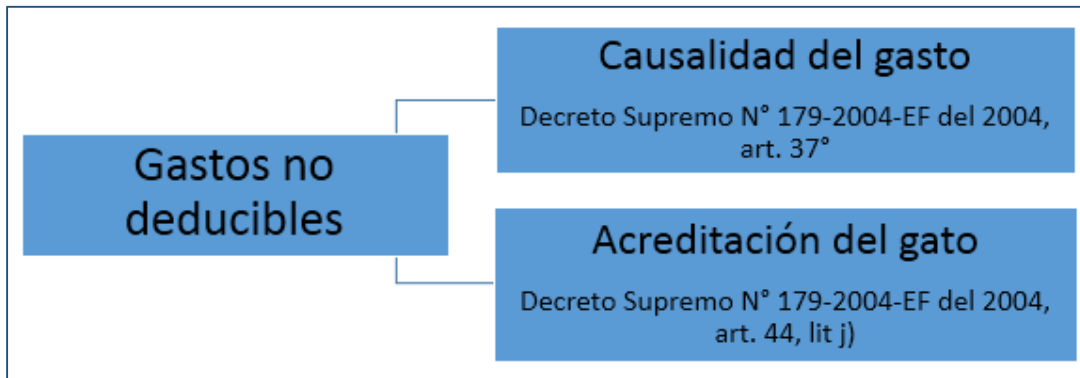 Gastos no
deducibles
Causalidad del gasto
Decreto Supremo N° 179-2004-EF del 2004,
art. 37°
Acreditación del gato
Decreto Supremo N° 179-2004-EF del 2004,
art. 44, lit j)